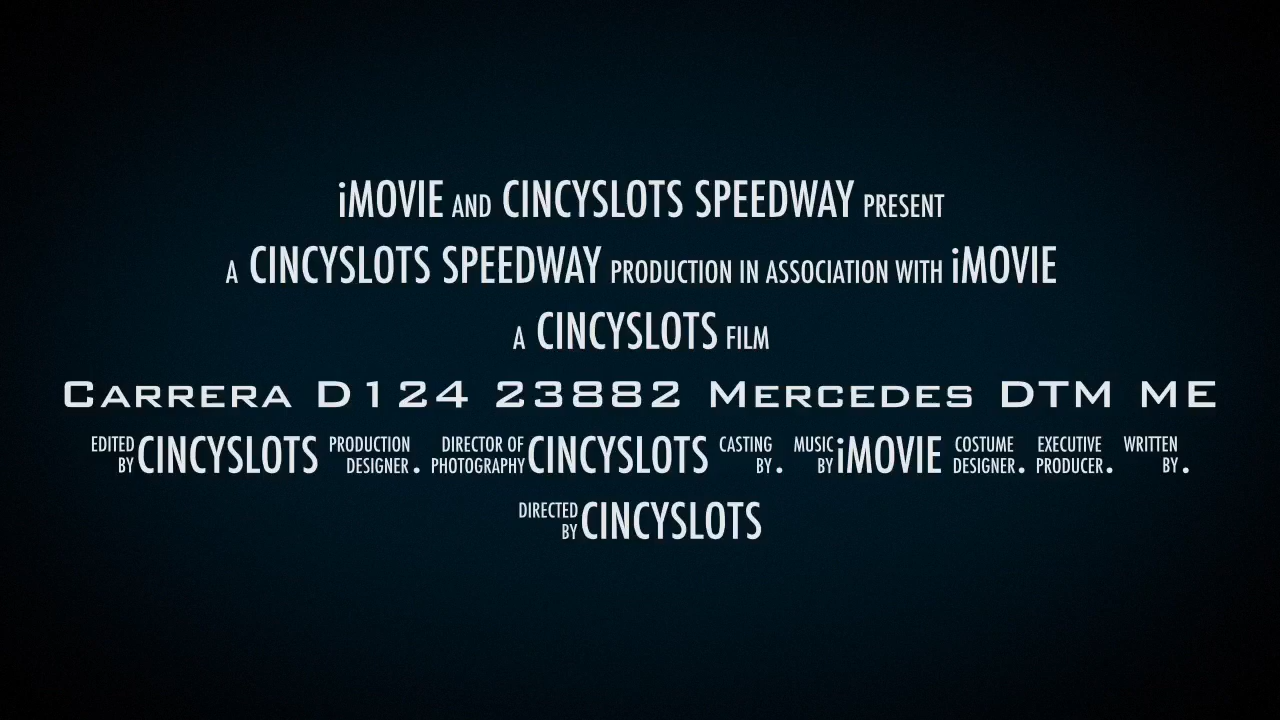 iMOVIE AND CINCYSLOTS SPEEDWAY PRESENT
A CINCYSLOTS SPEEDWAY PRODUCTION IN ASSOCIATION WITH iMOVIE
A CINCYSLOTS FILM
CARRERA D124 23882 MERCEDES DTM ME
EDITED BY CINCYSLOTS PRODUCTION DESIGNER . DIRECTOR OF PHOTOGRAPHY CINCYSLOTS CASTING BY . MUSIC BY iMOVIE COSTUME DESIGNER . EXECUTIVE PRODUCER . WRITTEN BY .
DIRECTED BY CINCYSLOTS